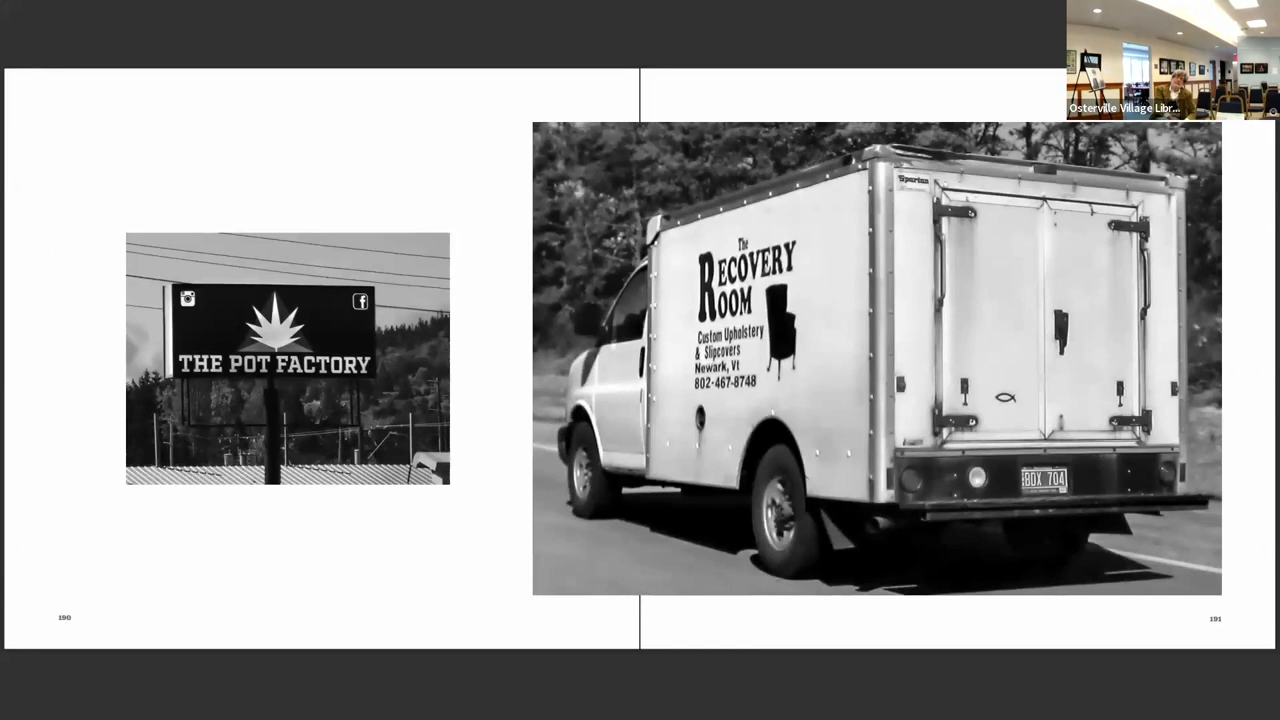 Osterville Village Libr...
THE POT FACTORY
Spartan
The
RECOVERY
ROOM
Custom Upholstery
& Slipcovers
Newark, Vt
802-467-8748
BDX 704
190
191